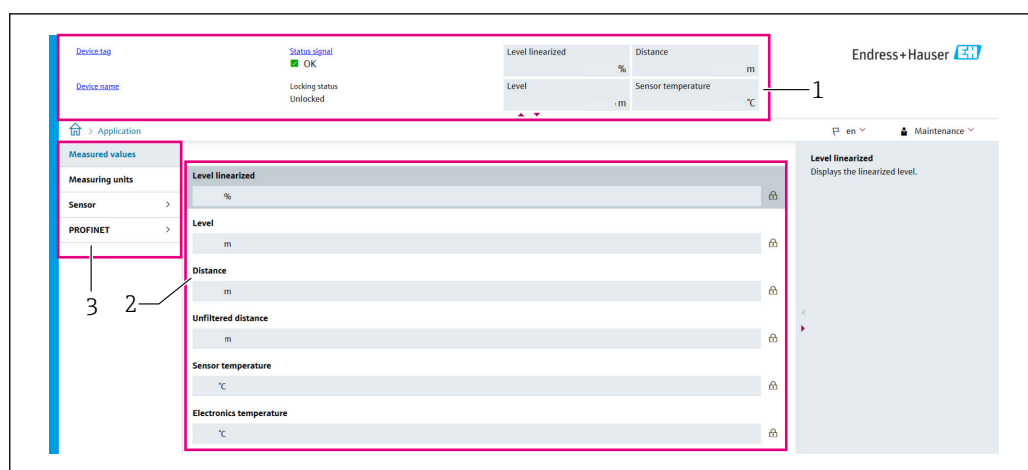 Device tag
Status signal
OK
Level linearized
%
Distance
m
Endress+Hauser EH
Device name
Locking status
Unlocked
Level
m
Sensor temperature
°C
1
> Application
en
Maintenance
Measured values
Measuring units
Sensor >
PROFINET >
3
2
Level linearized
%
Level
m
Distance
m
Unfiltered distance
m
Sensor temperature
°C
Electronics temperature
°C
Level linearized
Displays the linearized level.